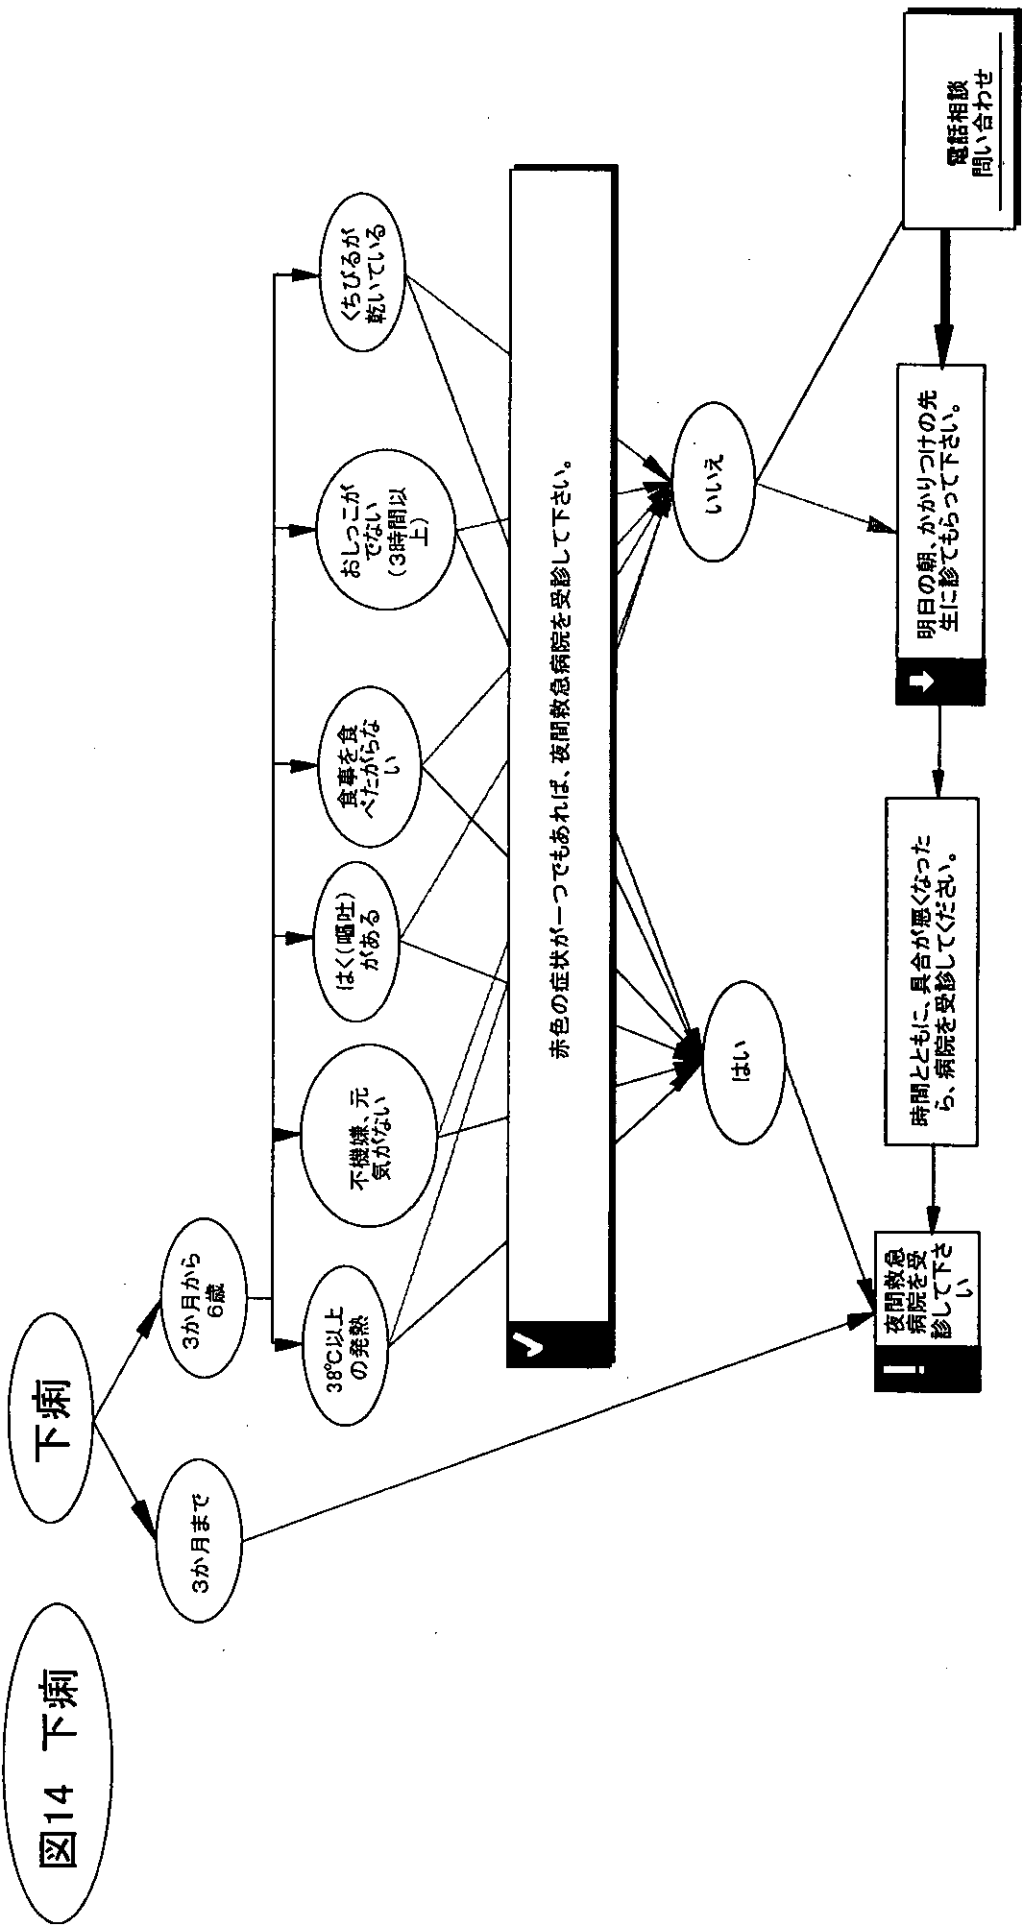 図14 下痢
下痢
3か月まで
3か月から
6歳
38℃以上
の発熱
不機嫌、元
気がない
はく(嘔吐)
がある
食事を食
べたがらな
い
おしっこが
でない
(3時間以
上)
くちびるが
乾いている
赤色の症状が一つでもあれば、夜間救急病院を受診して下さい。
はい
いいえ
夜間救急
病院を受
診して下さ
い
時間とともに、具合が悪くなった
ら、病院を受診してください。
明日の朝、かかりつけの先
生に診てもらって下さい。
電話相談
問い合わせ